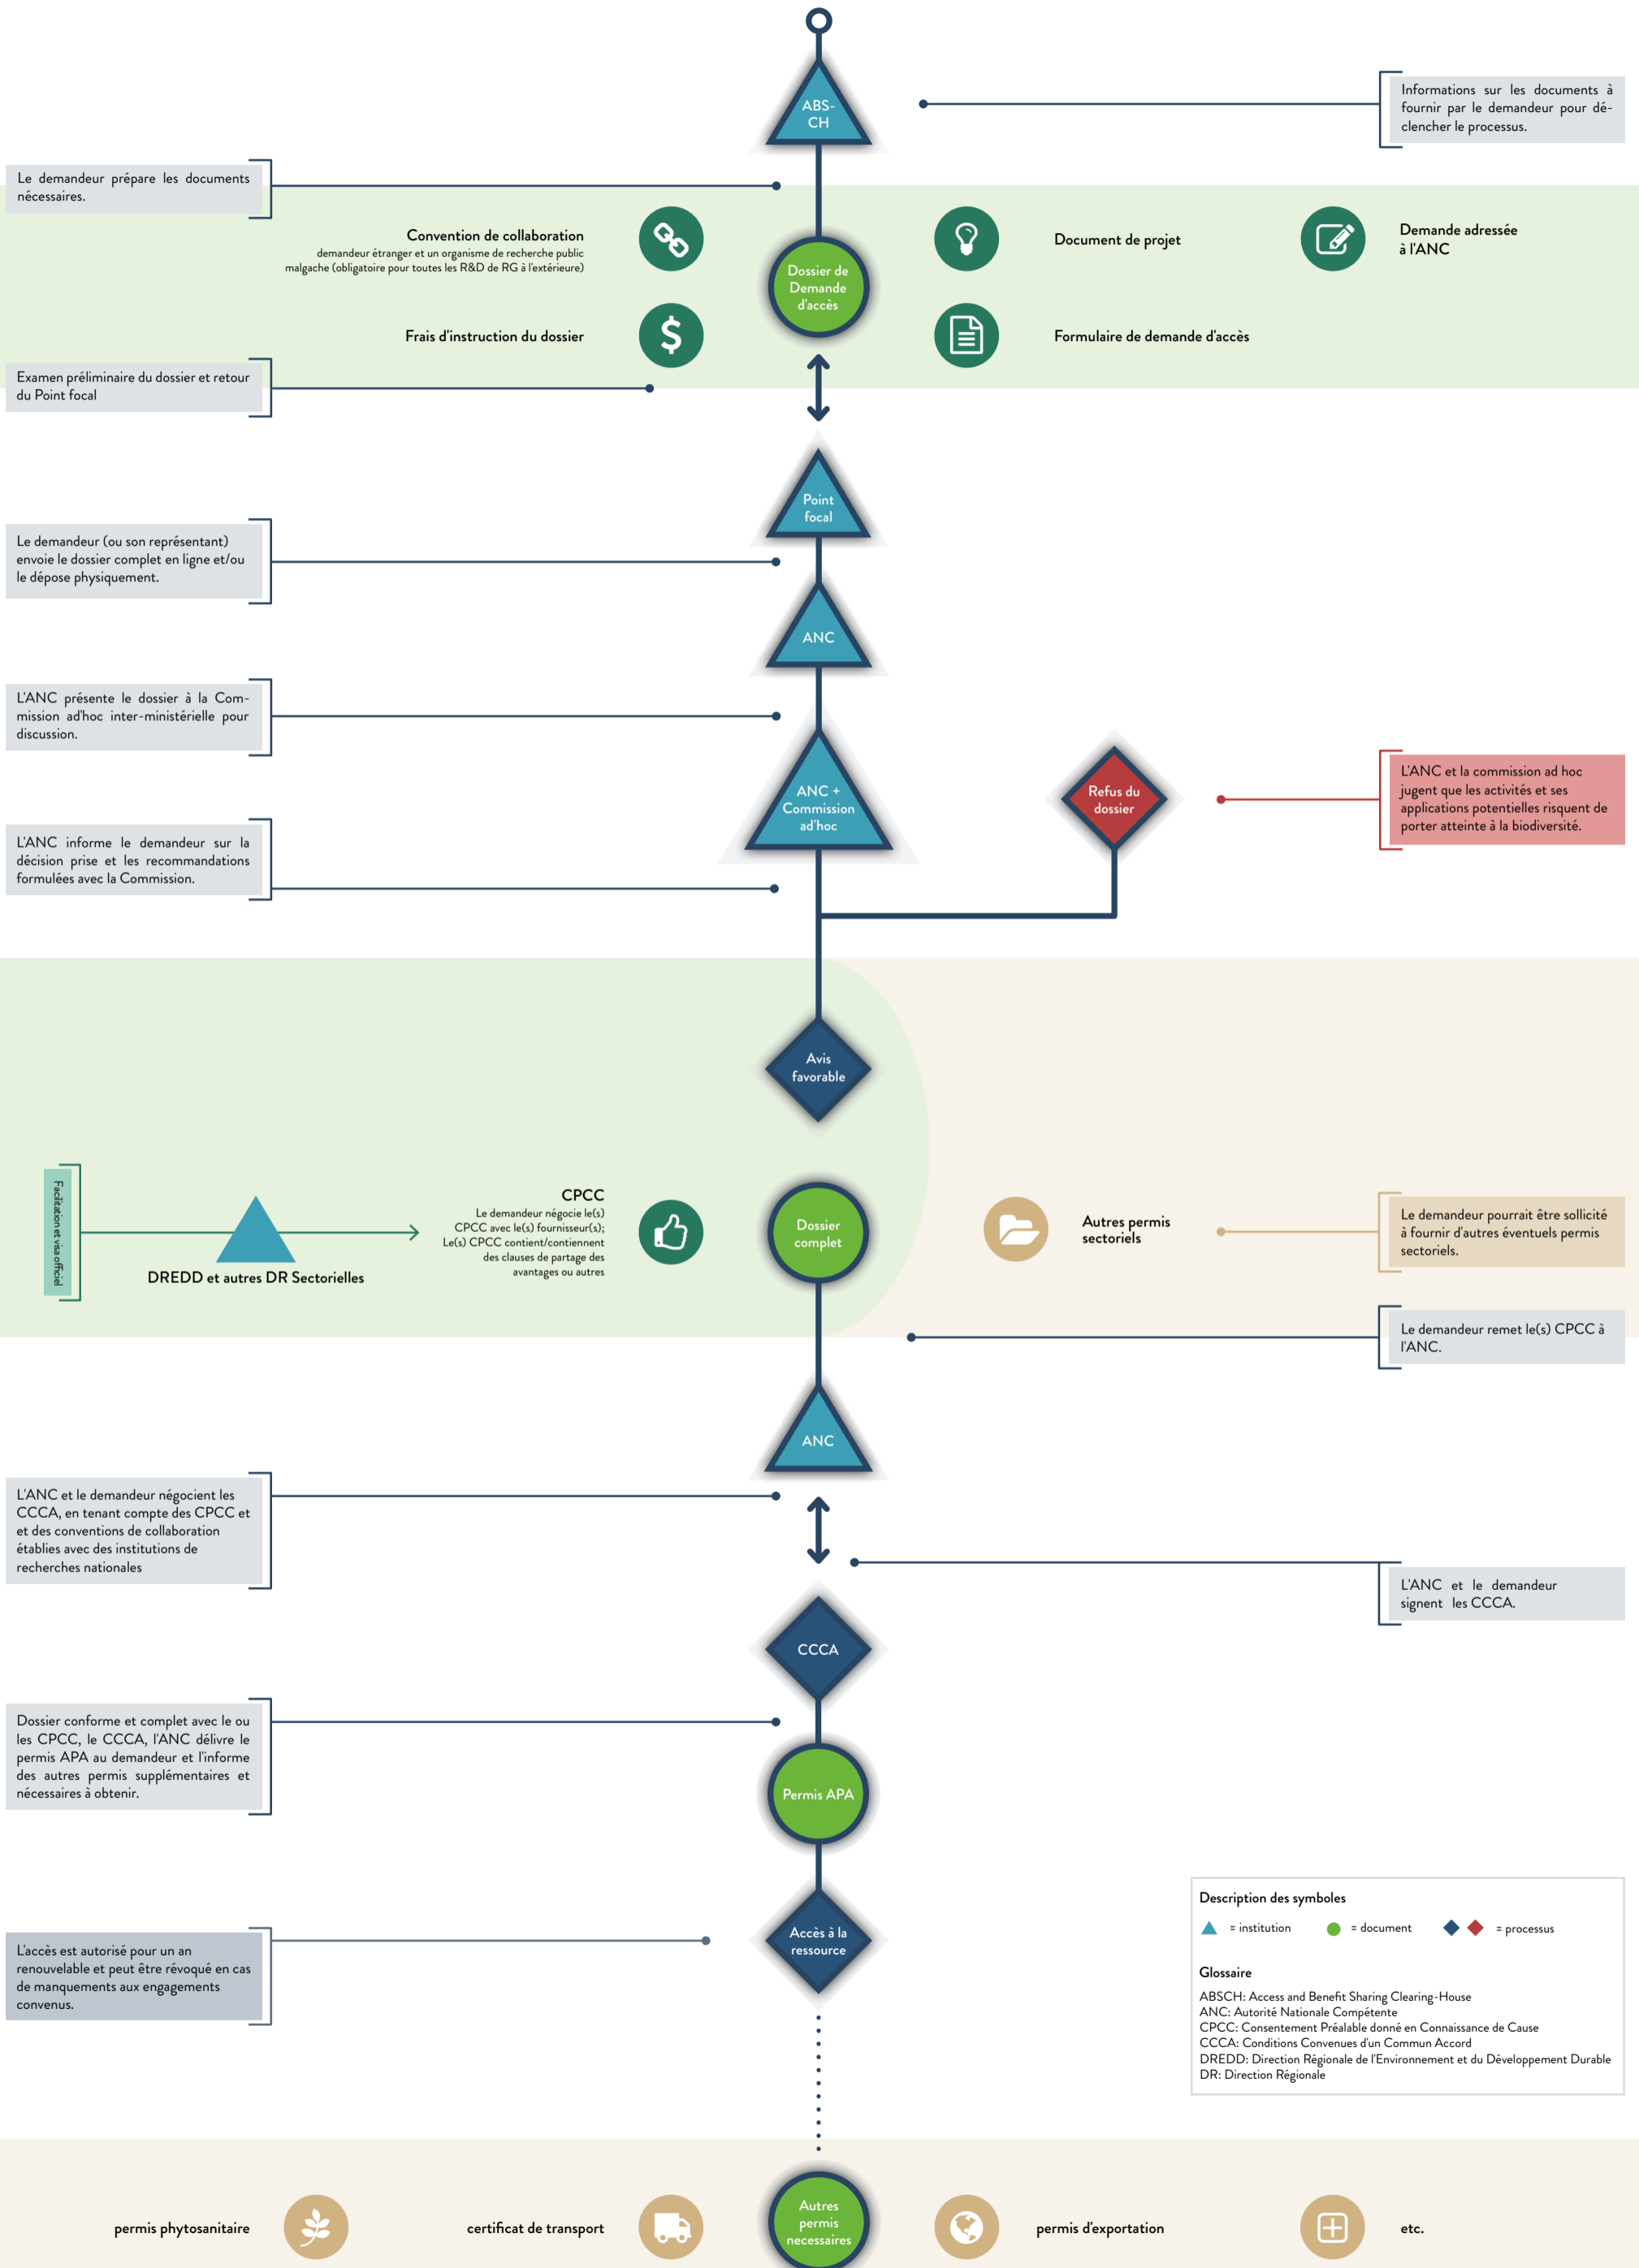 ABS-
CH
Informations sur les documents à
fournir par le demandeur pour dé-
clencher le processus.
Le demandeur prépare les documents
nécessaires.
Convention de collaboration
demandeur étranger et un organisme de recherche public
malgache (obligatoire pour toutes les R&D de RG à l'extérieure)
Dossier de
Demande
d'accès
Document de projet
Demande adressée
à l'ANC
Frais d'instruction du dossier
Formulaire de demande d'accès
Examen préliminaire du dossier et retour
du Point focal
Point
focal
Le demandeur (ou son représentant)
envoie le dossier complet en ligne et/ou
le dépose physiquement.
ANC
L'ANC présente le dossier à la Com-
mission ad'hoc inter-ministérielle pour
discussion.
ANC +
Commission
ad'hoc
Refus du
dossier
L'ANC et la commission ad hoc
jugent que les activités et ses
applications potentielles risquent de
porter atteinte à la biodiversité.
L'ANC informe le demandeur sur la
décision prise et les recommandations
formulées avec la Commission.
Avis
favorable
Facilitation et visa officiel
DREDD et autres DR Sectorielles
CPCC
Le demandeur négocie le(s)
CPCC avec le(s) fournisseur(s);
Le(s) CPCC contient/contiennent
des clauses de partage des
avantages ou autres
Dossier
complet
Autres permis
sectoriels
Le demandeur pourrait être sollicité
à fournir d'autres éventuels permis
sectoriels.
Le demandeur remet le(s) CPCC à
l'ANC.
ANC
L'ANC et le demandeur négocient les
CCCA, en tenant compte des CPCC et
et des conventions de collaboration
établies avec des institutions de
recherches nationales
L'ANC et le demandeur
signent les CCCA.
CCCA
Dossier conforme et complet avec le ou
les CPCC, le CCCA, l'ANC délivre le
permis APA au demandeur et l'informe
des autres permis supplémentaires et
nécessaires à obtenir.
Permis APA
Accès à la
ressource
L'accès est autorisé pour un an
renouvelable et peut être révoqué en cas
de manquements aux engagements
convenus.
Description des symboles
= institution
= document
= processus
Glossaire
ABSCH: Access and Benefit Sharing Clearing-House
ANC: Autorité Nationale Compétente
CPCC: Consentement Préalable donné en Connaissance de Cause
CCCA: Conditions Convenues d'un Commun Accord
DREDD: Direction Régionale de l'Environnement et du Développement Durable
DR: Direction Régionale
permis phytosanitaire
certificat de transport
Autres
permis
necessaires
permis d'exportation
etc.